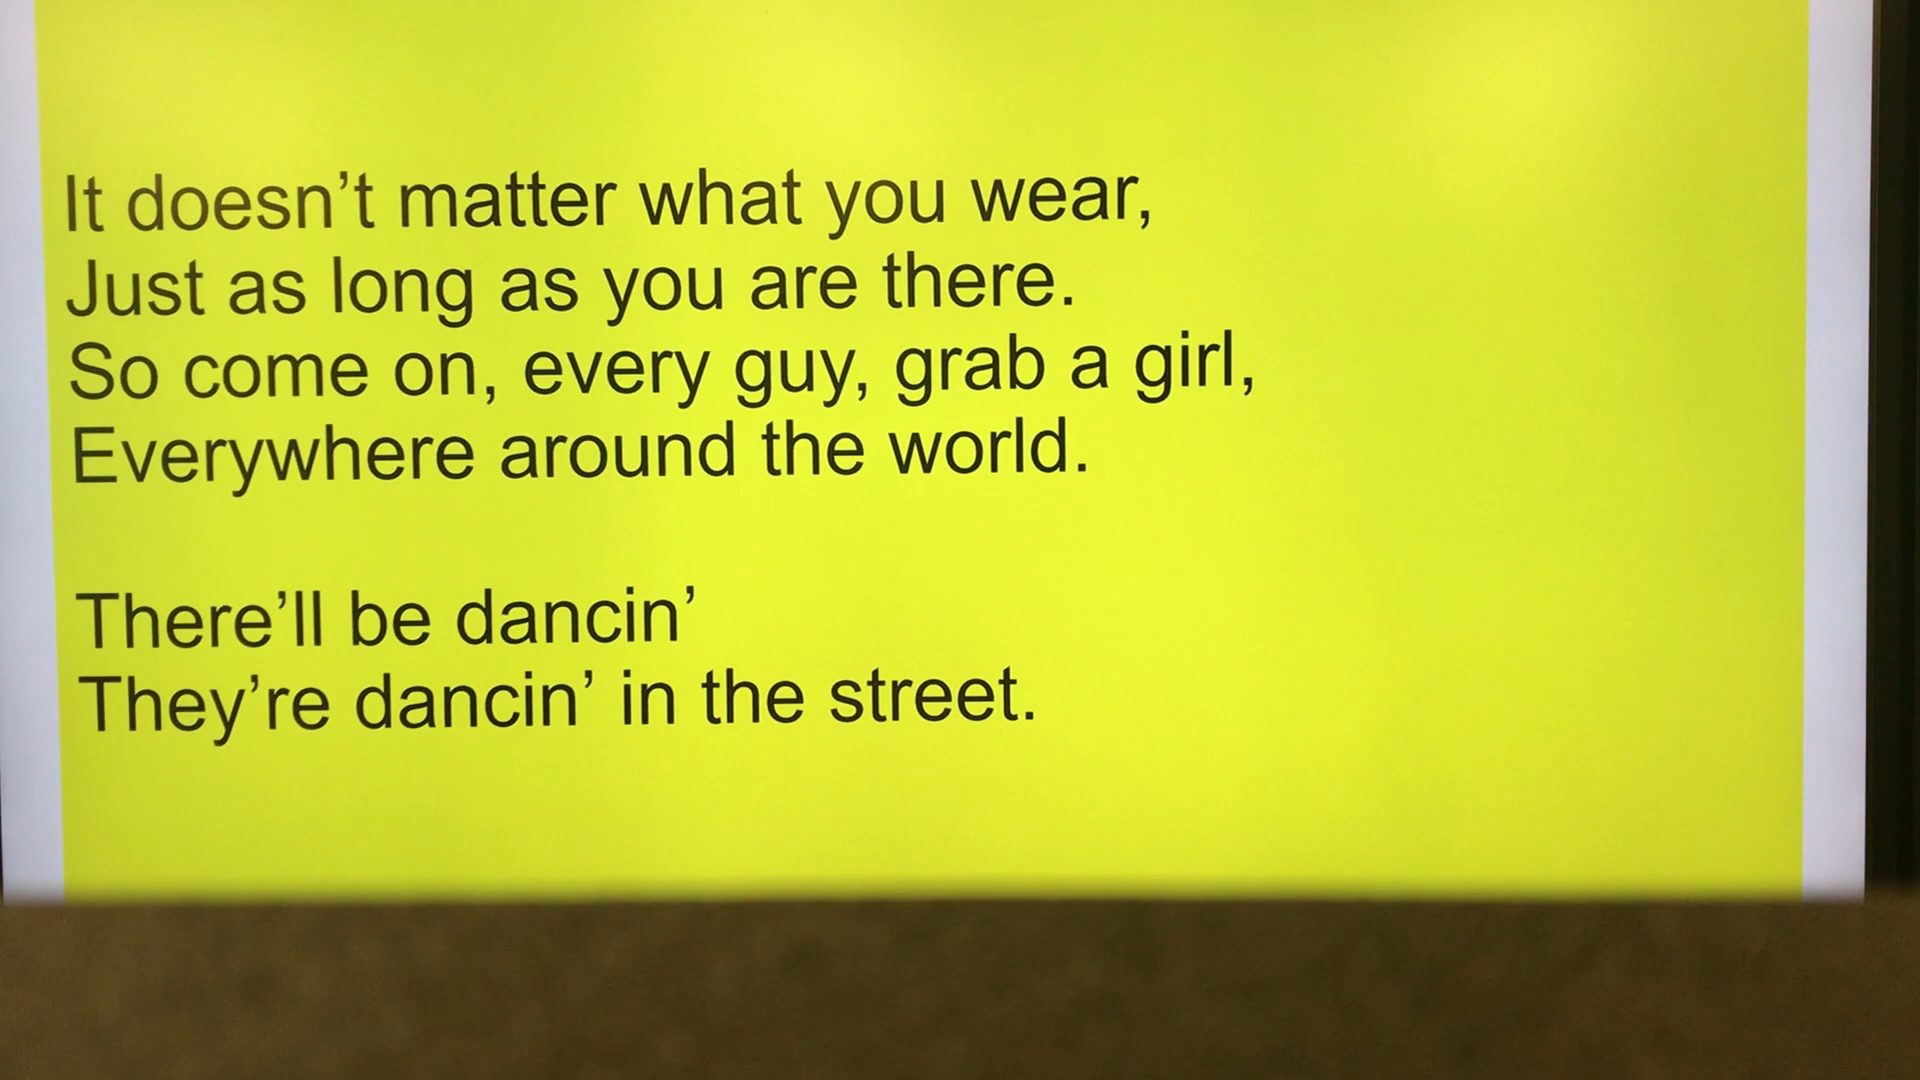 It doesn’t matter what you wear,
Just as long as you are there.
So come on, every guy, grab a girl,
Everywhere around the world.
There’ll be dancin’
They’re dancin’ in the street.